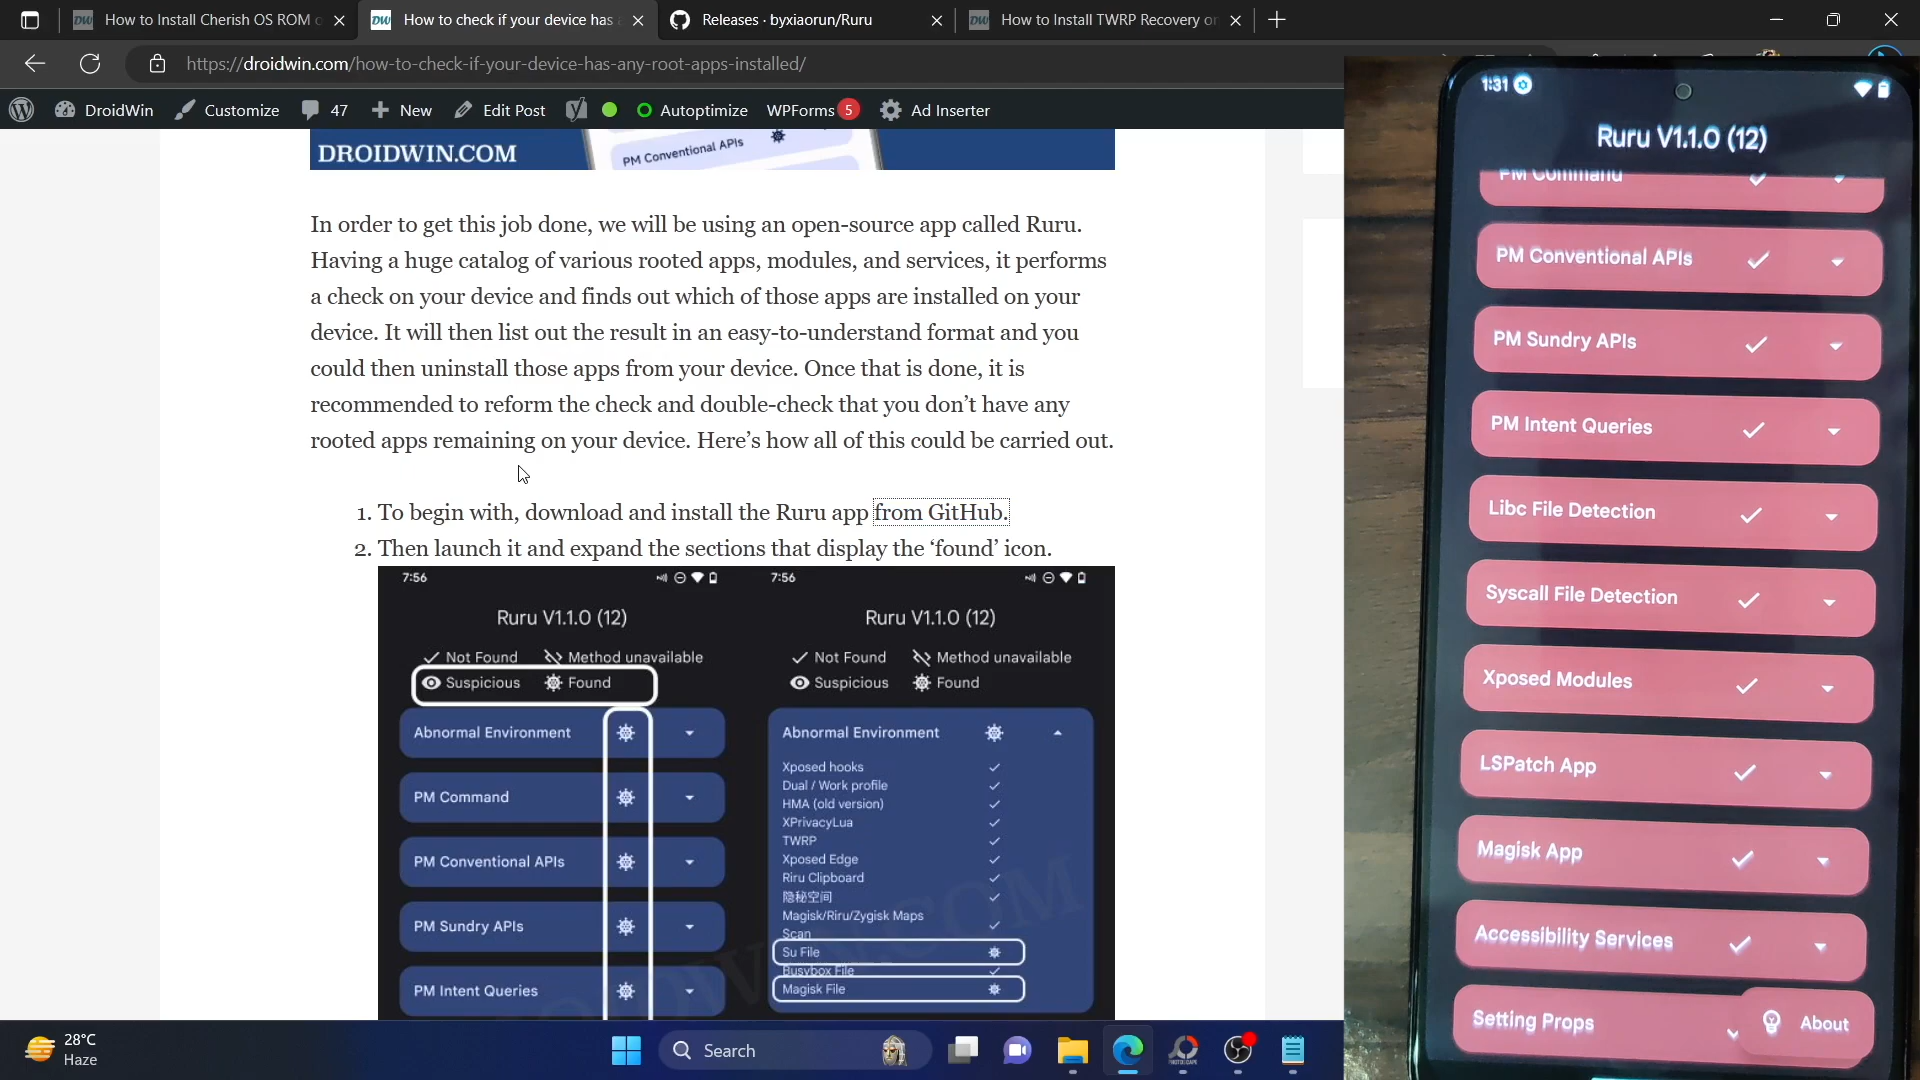 How to Install Cherish OS ROM o
How to check if your device has a
Releases · byxiaorun/Ruru
How to Install TWRP Recovery or
https://droidwin.com/how-to-check-if-your-device-has-any-root-apps-installed/
DroidWin
Customize
47
New
Edit Post
Autoptimize
WPForms 5
Ad Inserter
DROIDWIN.COM
PM Conventional APIs
In order to get this job done, we will be using an open-source app called Ruru.
Having a huge catalog of various rooted apps, modules, and services, it performs
a check on your device and finds out which of those apps are installed on your
device. It will then list out the result in an easy-to-understand format and you
could then uninstall those apps from your device. Once that is done, it is
recommended to reform the check and double-check that you don’t have any
rooted apps remaining on your device. Here’s how all of this could be carried out.
1. To begin with, download and install the Ruru app from GitHub.
2. Then launch it and expand the sections that display the ‘found’ icon.
7:56
Ruru V1.1.0 (12)
Not Found
Method unavailable
Suspicious
Found
Abnormal Environment
PM Command
PM Conventional APIs
PM Sundry APIs
PM Intent Queries
7:56
Ruru V1.1.0 (12)
Not Found
Method unavailable
Suspicious
Found
Abnormal Environment
Xposed hooks
Dual / Work profile
HMA (old version)
XPrivacyLua
TWRP
Xposed Edge
Riru Clipboard
隐秘空间
Magisk/Riru/Zygisk Maps
Scan
Su File
Busybox File
Magisk File
1:31
Ruru V1.1.0 (12)
PM Command
PM Conventional APIs
PM Sundry APIs
PM Intent Queries
Libc File Detection
Syscall File Detection
Xposed Modules
LSPatch App
Magisk App
Accessibility Services
Setting Props
About
28°C
Haze
Search